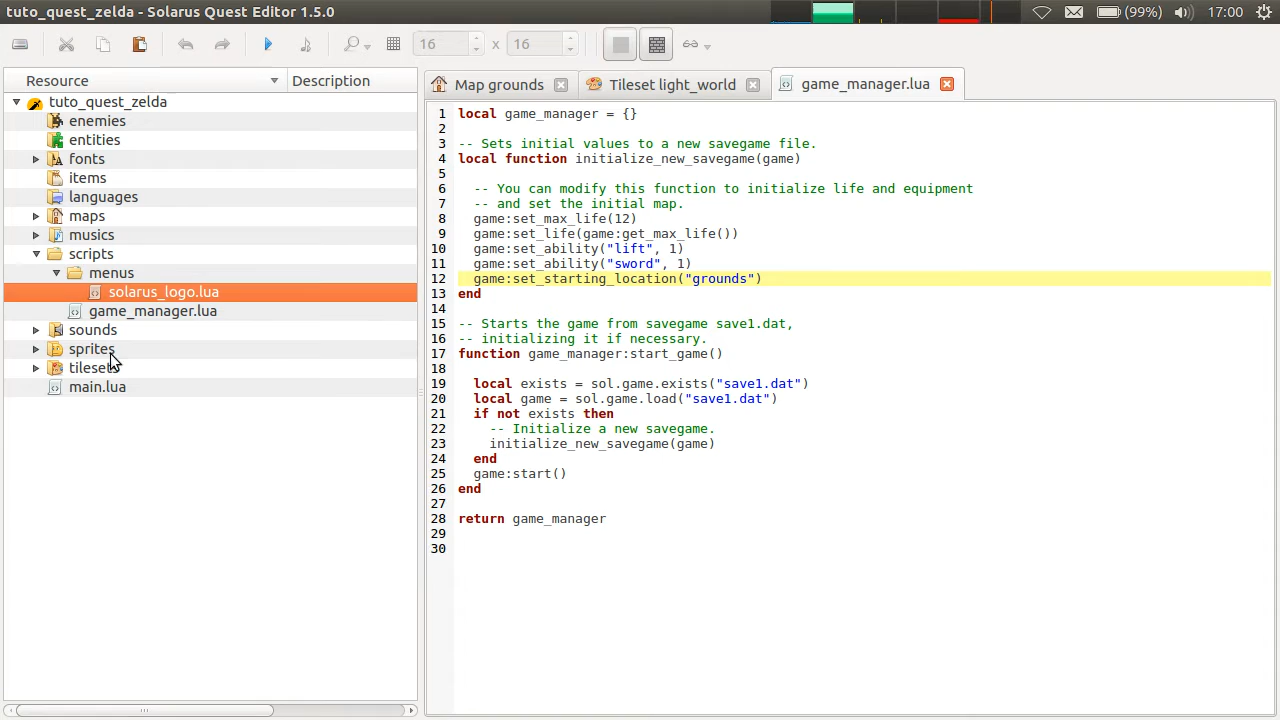 tuto_quest_zelda - Solarus Quest Editor 1.5.0
(99%)
17:00
16 x 16
Resource
Description
tuto_quest_zelda
enemies
entities
fonts
items
languages
maps
musics
scripts
menus
solarus_logo.lua
game_manager.lua
sounds
sprites
tilesets
main.lua
Map grounds
Tileset light_world
game_manager.lua
1 local game_manager = {}
2
3 -- Sets initial values to a new savegame file.
4 local function initialize_new_savegame(game)
5
6 -- You can modify this function to initialize life and equipment
7 -- and set the initial map.
8 game:set_max_life(12)
9 game:set_life(game:get_max_life())
10 game:set_ability("lift", 1)
11 game:set_ability("sword", 1)
12 game:set_starting_location("grounds")
13 end
14
15 -- Starts the game from savegame save1.dat,
16 -- initializing it if necessary.
17 function game_manager:start_game()
18
19 local exists = sol.game.exists("save1.dat")
20 local game = sol.game.load("save1.dat")
21 if not exists then
22 -- Initialize a new savegame.
23 initialize_new_savegame(game)
24 end
25 game:start()
26 end
27
28 return game_manager
29
30